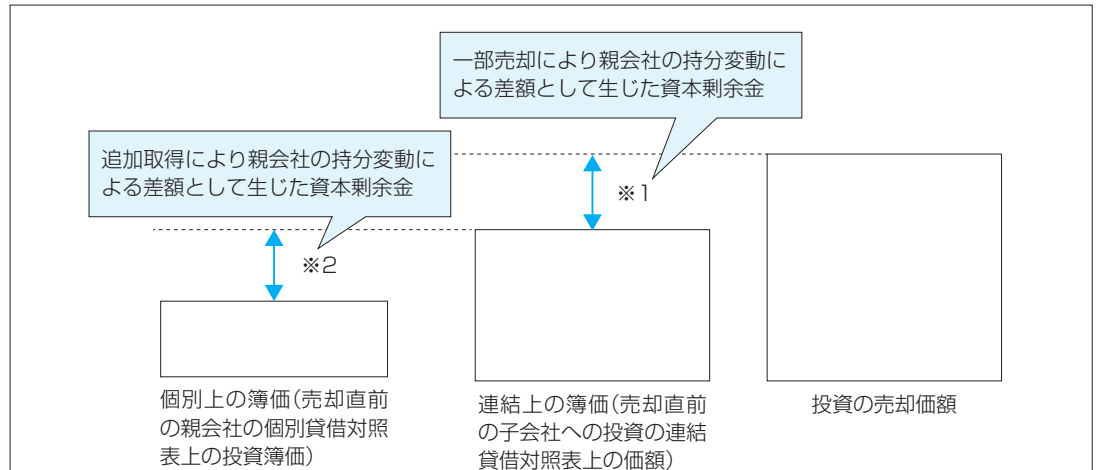 一部売却により親会社の持分変動に
よる差額として生じた資本剰余金
追加取得により親会社の持分変動に
よる差額として生じた資本剰余金
※1
※2
個別上の簿価(売却直前
の親会社の個別貸借対照
表上の投資簿価)
連結上の簿価(売却直前
の子会社への投資の連結
貸借対照表上の価額)
投資の売却価額